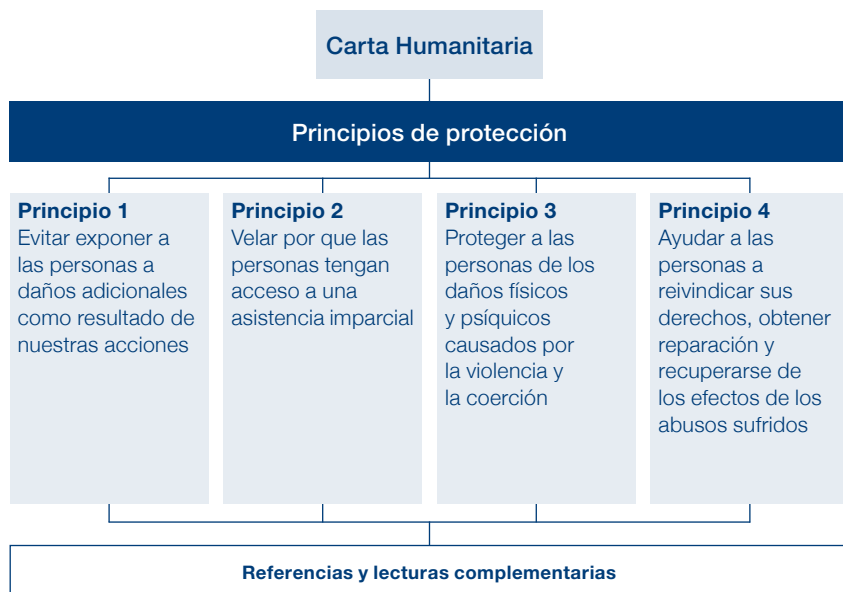 Carta Humanitaria
Principios de protección
Principio 1
Evitar exponer a
las personas a
daños adicionales
como resultado de
nuestras acciones
Principio 2
Velar por que las
personas tengan
acceso a una
asistencia imparcial
Principio 3
Proteger a las
personas de los
daños físicos
y psíquicos
causados por
la violencia y
la coerción
Principio 4
Ayudar a las
personas a
reivindicar sus
derechos, obtener
reparación y
recuperarse de
los efectos de los
abusos sufridos
Referencias y lecturas complementarias